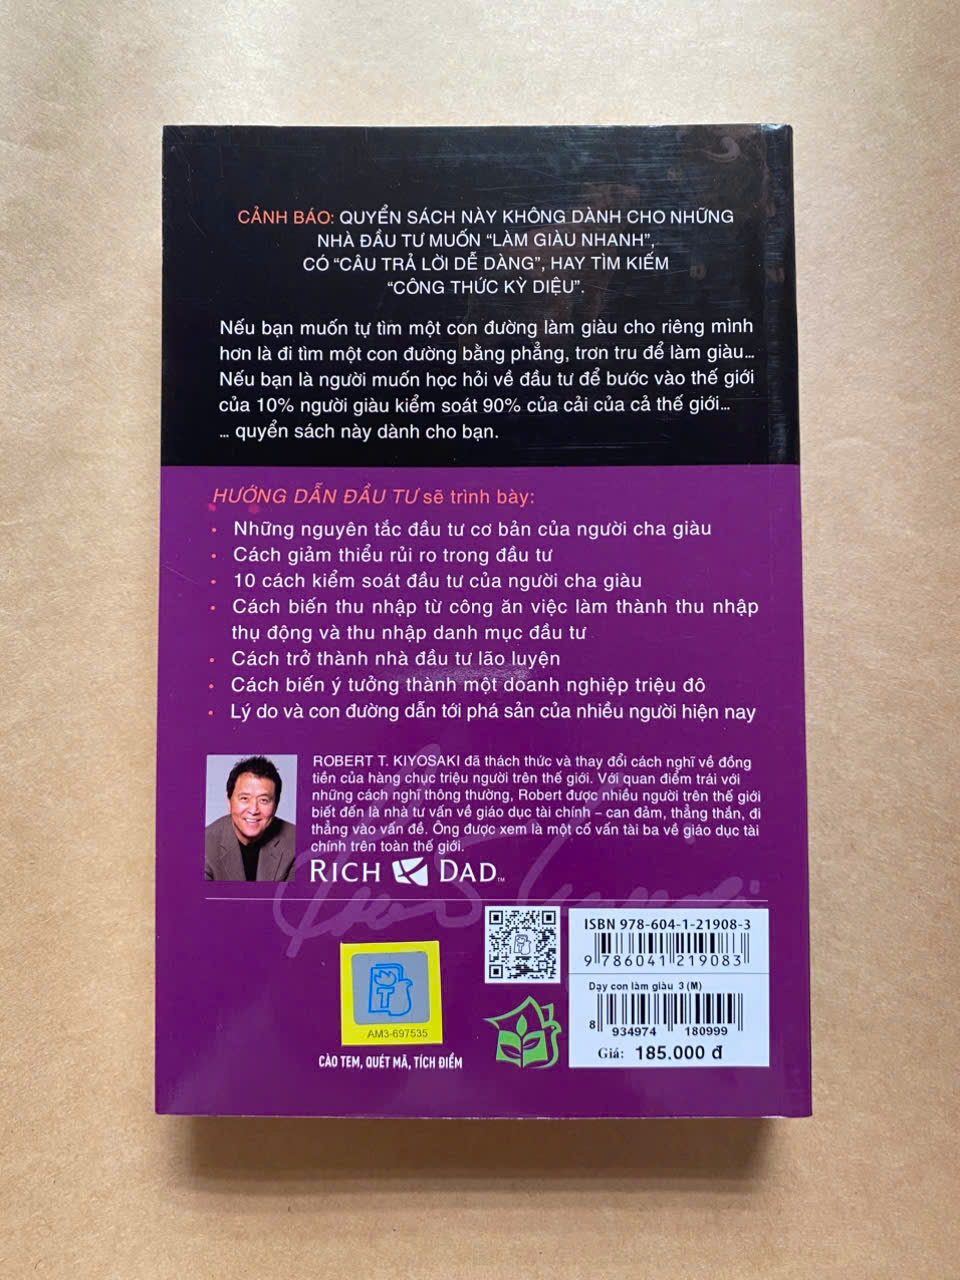 CẢNH BÁO: QUYỂN SÁCH NÀY KHÔNG DÀNH CHO NHỮNG
NHÀ ĐẦU TƯ MUỐN “LÀM GIÀU NHANH”,
CÓ “CÂU TRẢ LỜI DỄ DÀNG”, HAY TÌM KIẾM
“CÔNG THỨC KỲ DIỆU”.
Nếu bạn muốn tự tìm một con đường làm giàu cho riêng mình
hơn là đi tìm một con đường bằng phẳng, trơn tru để làm giàu...
Nếu bạn là người muốn học hỏi về đầu tư để bước vào thế giới
của 10% người giàu kiểm soát 90% của cải của cả thế giới...
... quyển sách này dành cho bạn.
HƯỚNG DẪN ĐẦU TƯ sẽ trình bày:
• Những nguyên tắc đầu tư cơ bản của người cha giàu
• Cách giảm thiểu rủi ro trong đầu tư
• 10 cách kiểm soát đầu tư của người cha giàu
• Cách biến thu nhập từ công ăn việc làm thành thu nhập
thụ động và thu nhập danh mục đầu tư
• Cách trở thành nhà đầu tư lão luyện
• Cách biến ý tưởng thành một doanh nghiệp triệu đô
• Lý do và con đường dẫn tới phá sản của nhiều người hiện nay
ROBERT T. KIYOSAKI đã thách thức và thay đổi cách nghĩ về đồng
tiền của hàng chục triệu người trên thế giới. Với quan điểm trái với
những cách nghĩ thông thường, Robert được nhiều người trên thế giới
biết đến là nhà tư vấn về giáo dục tài chính – can đảm, thẳng thắn, đi
thẳng vào vấn đề. Ông được xem là một cố vấn tài ba về giáo dục tài
chính trên toàn thế giới.
RICH DAD™
ISBN 978-604-1-21908-3
9 786041 219083
Dạy con làm giàu 3 (M)
8 934974 180999
Giá: 185.000 đ
T
AM3-697535
CÀO TEM, QUÉT MÃ, TÍCH ĐIỂM